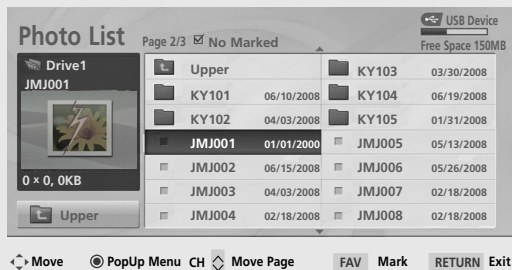 Photo List
Page 2/3 No Marked
USB Device
Free Space 150MB
Drive1
JMJ001
0 × 0, 0KB
Upper
Upper
KY101 06/10/2008
KY102 04/03/2008
JMJ001 01/01/2000
JMJ002 06/15/2008
JMJ003 04/03/2008
JMJ004 02/18/2008
KY103 03/30/2008
KY104 06/19/2008
KY105 01/31/2008
JMJ005 05/13/2008
JMJ006 05/26/2008
JMJ007 02/18/2008
JMJ008 02/18/2008
Move PopUp Menu CH Move Page FAV Mark RETURN Exit